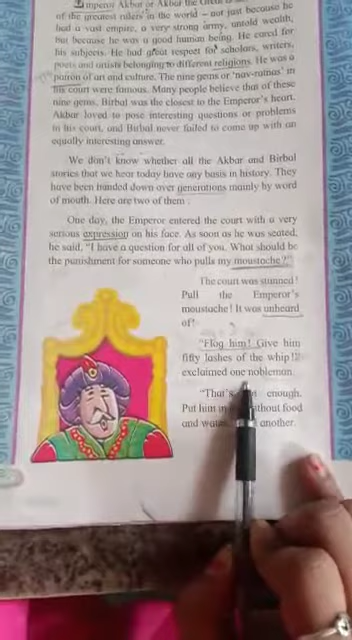 Emperor Akbar or Akbar the Great is
of the greatest rulers in the world – not just because he
had a vast empire, a very strong army, untold wealth,
but because he was a good human being. He cared for
his subjects. He had great respect for scholars, writers,
poets and artists belonging to different religions. He was a
patron of art and culture. The nine gems or 'nav-ratnas' in
his court were famous. Many people believe that of these
nine gems, Birbal was the closest to the Emperor's heart.
Akbar loved to pose interesting questions or problems
in his court, and Birbal never failed to come up with an
equally interesting answer.
We don't know whether all the Akbar and Birbal
stories that we hear today have any basis in history. They
have been handed down over generations mainly by word
of mouth. Here are two of them.
One day, the Emperor entered the court with a very
serious expression on his face. As soon as he was seated,
he said, "I have a question for all of you. What should be
the punishment for someone who pulls my moustache?"
The court was stunned!
Pull the Emperor's
moustache! It was unheard
of!
"Flog him! Give him
fifty lashes of the whip!"
exclaimed one nobleman.
"That's enough.
Put him in without food
and another.